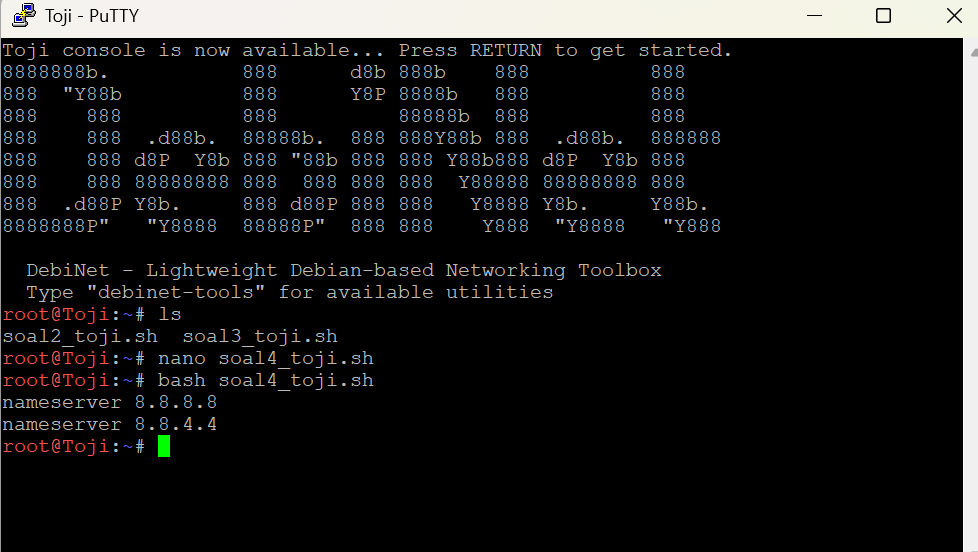 Toji - PuTTY
Toji console is now available... Press RETURN to get started.
8888888b.            888      d8b 888b    888          888
888  "Y88b           888      Y8P 8888b   888          888
888    888           888          88888b  888          888
888    888  .d88b.  88888b.  888 888Y88b 888  .d88b.  888888
888    888 d8P  Y8b 888 "88b 888 888 Y88b888 d8P  Y8b 888
888    888 88888888 888  888 888 888  Y88888 88888888 888
888  .d88P Y8b.     888 d88P 888 888   Y8888 Y8b.     Y88b.
8888888P"   "Y8888  88888P"  888 888    Y888  "Y8888   "Y888
DebiNet - Lightweight Debian-based Networking Toolbox
Type "debinet-tools" for available utilities
root@Toji:~# ls
soal2_toji.sh  soal3_toji.sh
root@Toji:~# nano soal4_toji.sh
root@Toji:~# bash soal4_toji.sh
nameserver 8.8.8.8
nameserver 8.8.4.4
root@Toji:~#